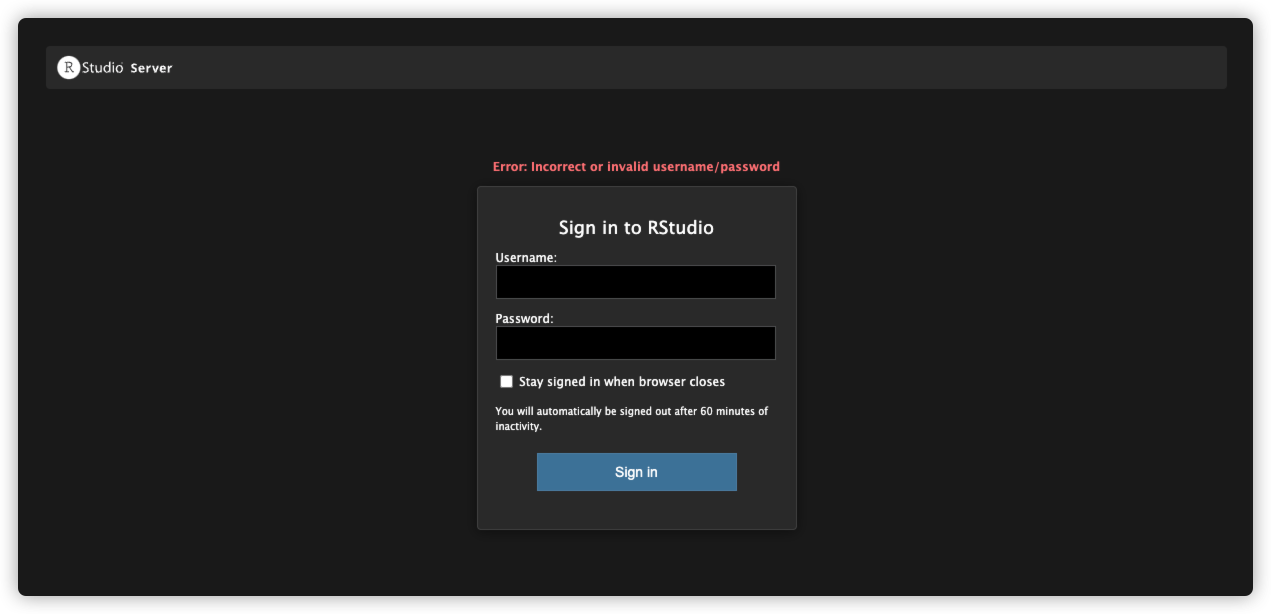 R Studio Server
Error: Incorrect or invalid username/password
Sign in to RStudio
Username:
Password:
Stay signed in when browser closes
You will automatically be signed out after 60 minutes of
inactivity.
Sign in